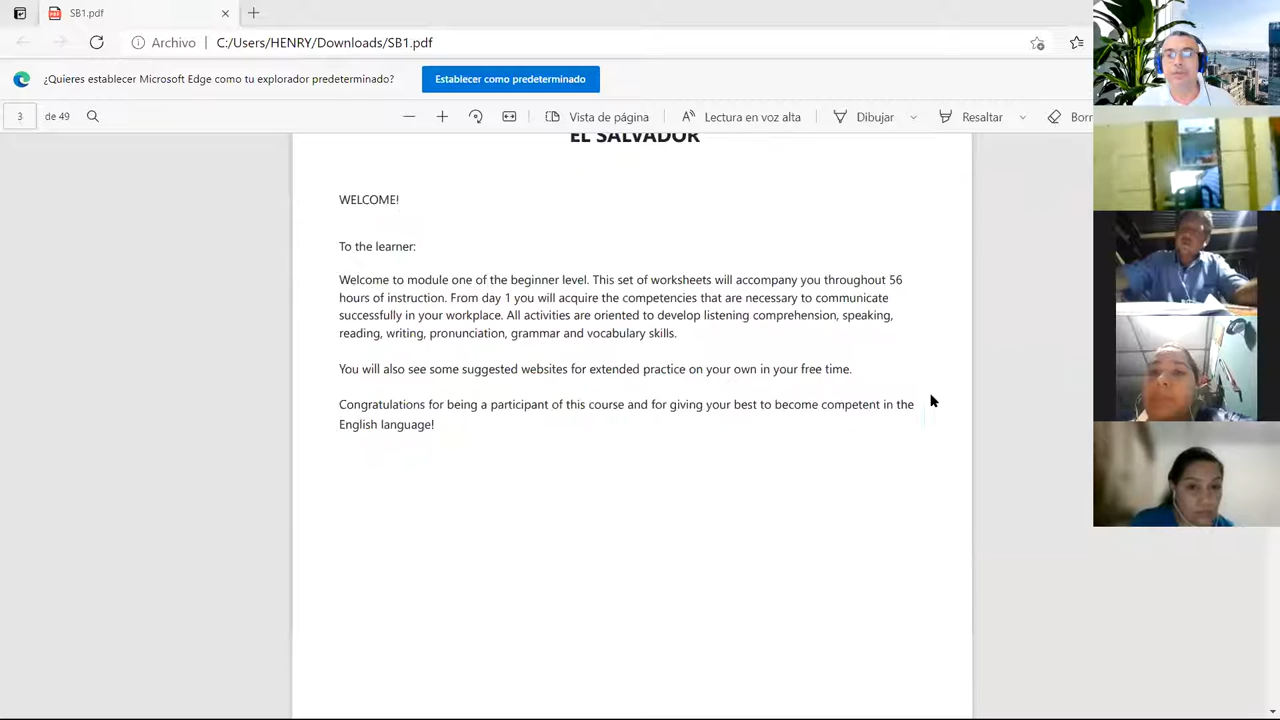 SB1.pdf
Archivo C:/Users/HENRY/Downloads/SB1.pdf
¿Quieres establecer Microsoft Edge como tu explorador predeterminado? Establecer como predeterminado
3 de 49 Vista de página Lectura en voz alta Dibujar Resaltar Borr
EL SALVADOR
WELCOME!
To the learner:
Welcome to module one of the beginner level. This set of worksheets will accompany you throughout 56
hours of instruction. From day 1 you will acquire the competencies that are necessary to communicate
successfully in your workplace. All activities are oriented to develop listening comprehension, speaking,
reading, writing, pronunciation, grammar and vocabulary skills.
You will also see some suggested websites for extended practice on your own in your free time.
Congratulations for being a participant of this course and for giving your best to become competent in the
English language!